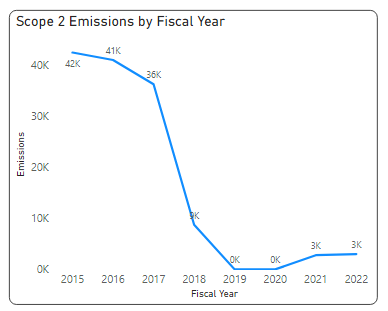 Scope 2 Emissions by Fiscal Year
40K
30K
20K
10K
0K
Emissions
42K
41K
36K
9K
0K
0K
3K
3K
2015 2016 2017 2018 2019 2020 2021 2022
Fiscal Year